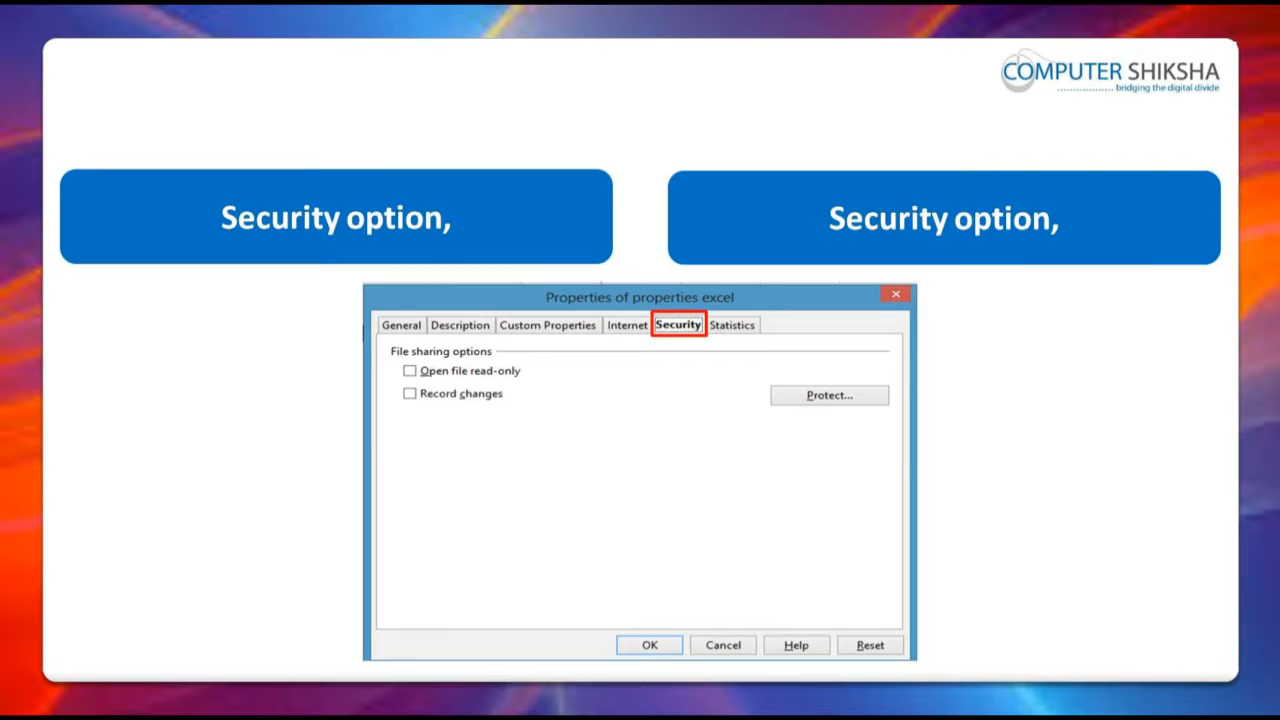 COMPUTER SHIKSHA
bridging the digital divide
Security option,
Security option,
Properties of properties excel
General Description Custom Properties Internet Security Statistics
File sharing options
Open file read-only
Record changes
Protect...
OK Cancel Help Reset